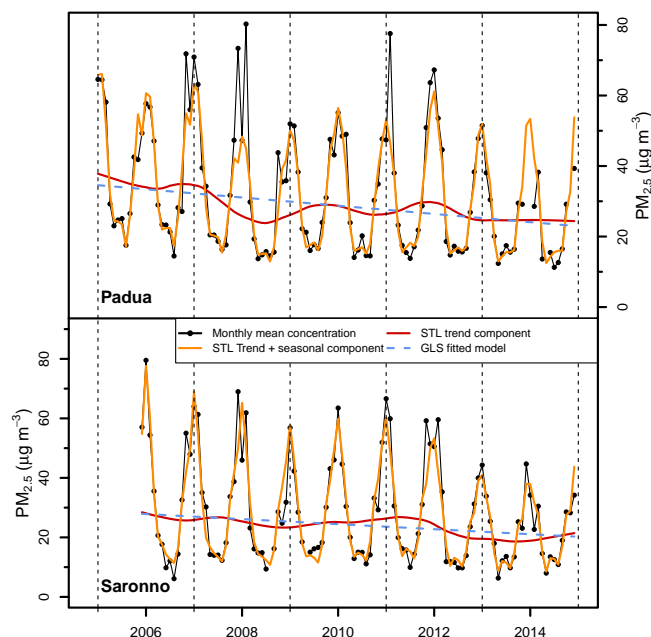 80
60
40
20
0
PM2.5 (µg m−3)
Padua
Monthly mean concentration
STL trend component
STL Trend + seasonal component
GLS fitted model
80
60
40
20
0
PM2.5 (µg m−3)
Saronno
2006 2008 2010 2012 2014